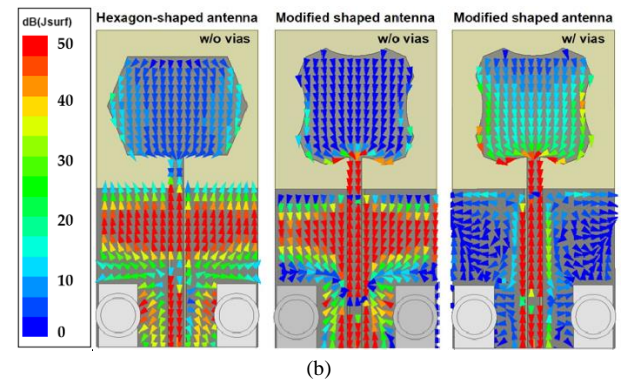 dB(Jsurf)
50
40
30
20
10
0
Hexagon-shaped antenna
w/o vias
Modified shaped antenna
w/o vias
Modified shaped antenna
w/ vias
(b)